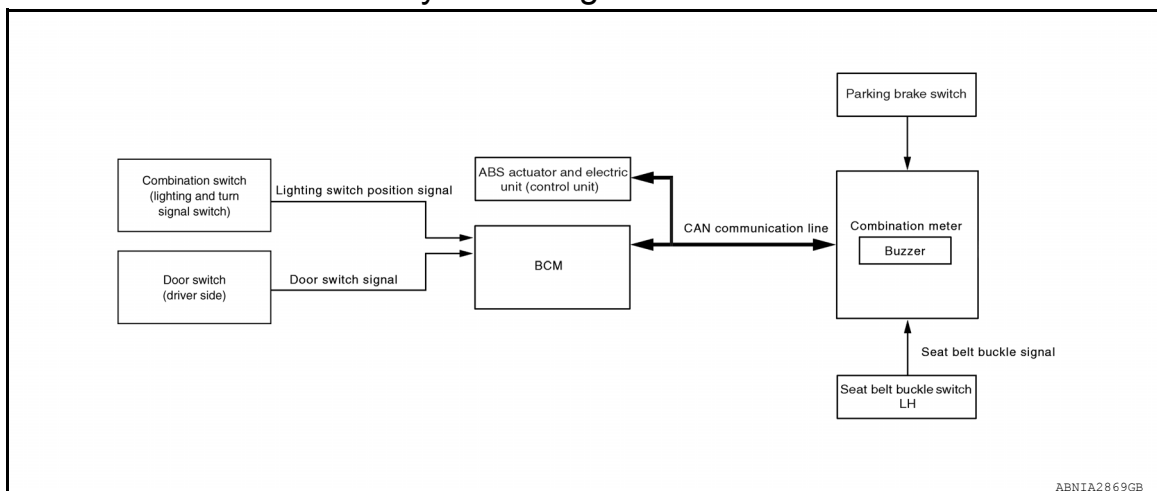 Parking brake switch
Combination switch
(lighting and turn
signal switch)
Lighting switch position signal
ABS actuator and electric
unit (control unit)
CAN communication line
Combination meter
Buzzer
BCM
Door switch
(driver side)
Door switch signal
Seat belt buckle signal
Seat belt buckle switch
LH
ABNIA2869GB